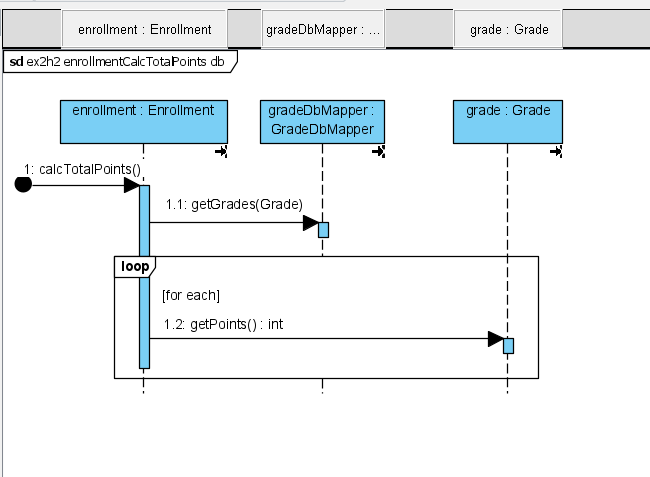 enrollment : Enrollment
gradeDbMapper : ...
grade : Grade
sd ex2h2 enrollmentCalcTotalPoints db
enrollment : Enrollment
gradeDbMapper :
GradeDbMapper
grade : Grade
1: calcTotalPoints()
1.1: getGrades(Grade)
loop
[for each]
1.2: getPoints() : int